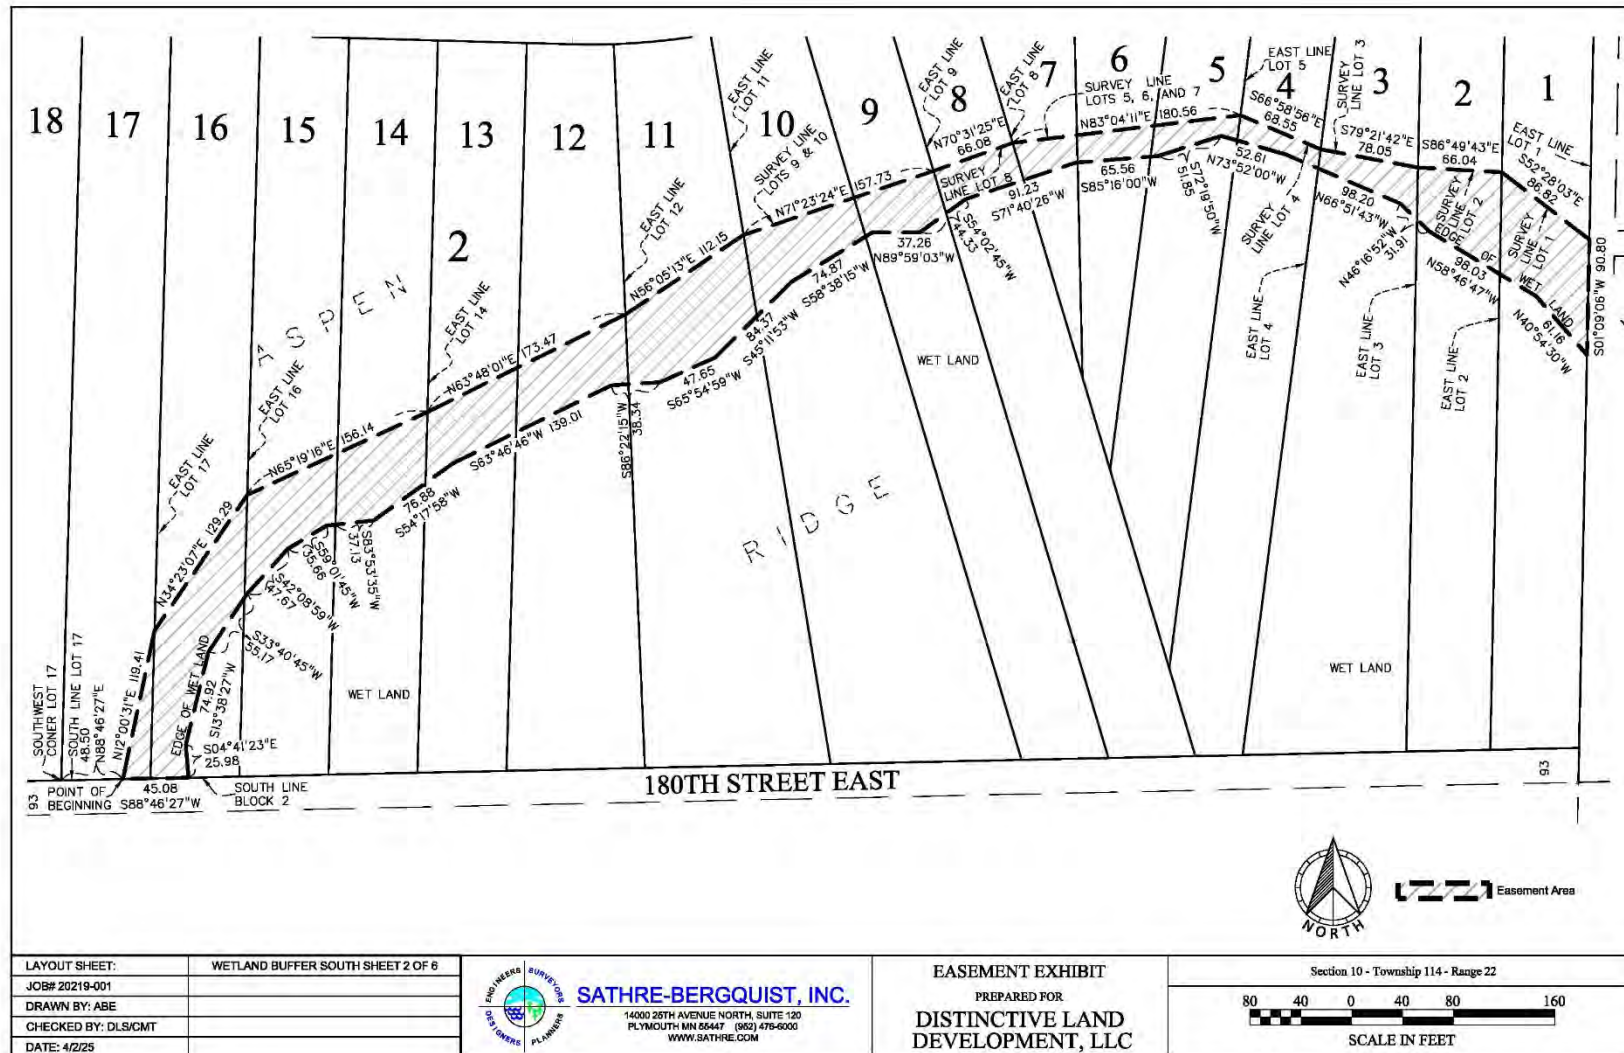 18
17
16
15
14
13
12
11
10
9
8
7
6
5
4
3
2
1
2
ASPEN
RIDGE
EAST LINE
LOT 11
EAST LINE
LOT 9
EAST LINE
LOT 8
SURVEY LINE
LOTS 5, 6, AND 7
EAST LINE
LOT 5
SURVEY
LINE LOT 3
EAST LINE
LOT 1
SURVEY LINE
LOTS 9 & 10
EAST LINE
LOT 12
EAST LINE
LOT 14
EAST LINE
LOT 16
EAST LINE
LOT 17
N12°00'31"E 119.41
N34°23'07"E 129.29
N65°19'16"E 156.14
N63°48'01"E 173.47
N56°05'13"E 112.15
N71°23'24"E 157.73
N70°31'25"E
66.08
N83°04'11"E 180.56
S66°58'56"E
68.55
S79°21'42"E
78.05
S86°49'43"E
66.04
S52°28'03"E
86.82
S01°09'06"W 90.80
SURVEY
LINE LOT 8
SURVEY
LINE LOT 4
SURVEY
LINE
LOT 2
SURVEY
LINE
LOT 1
EDGE OF WET LAND
61.16
N40°54'30"W
98.03
N58°46'47"W
N46°16'52"W
31.91
98.20
N66°51'43"W
52.61
N73°52'00"W
S72°19'50"W
51.85
65.56
S85°16'00"W
91.23
S71°40'26"W
S54°02'45"W
44.33
37.26
N89°59'03"W
74.87
S58°38'15"W
84.37
S45°11'53"W
47.65
S65°54'59"W
S86°22'15"W
38.34
S63°46'46"W 139.01
76.88
S54°17'58"W
S83°53'35"W
37.13
S59°01'45"W
35.66
S42°08'59"W
47.67
S33°40'45"W
55.17
EDGE OF WET LAND
74.92
S13°38'27"W
S04°41'23"E
25.98
EAST LINE
LOT 4
EAST LINE
LOT 3
EAST LINE
LOT 2
WET LAND
WET LAND
WET LAND
SOUTHWEST
CONER LOT 17
SOUTH LINE LOT 17
48.50
N88°46'27"E
POINT OF
BEGINNING
45.08
S88°46'27"W
SOUTH LINE
BLOCK 2
93
93
180TH STREET EAST
NORTH
Easement Area
LAYOUT SHEET:
WETLAND BUFFER SOUTH SHEET 2 OF 6
JOB# 20219-001
DRAWN BY: ABE
CHECKED BY: DLS/CMT
DATE: 4/2/25
ENGINEERS
SURVEYORS
DESIGNERS
PLANNERS
SATHRE-BERGQUIST, INC.
14000 25TH AVENUE NORTH, SUITE 120
PLYMOUTH MN 55447 (952) 476-6000
WWW.SATHRE.COM
EASEMENT EXHIBIT
PREPARED FOR
DISTINCTIVE LAND
DEVELOPMENT, LLC
Section 10 - Township 114 - Range 22
80 40 0 40 80 160
SCALE IN FEET